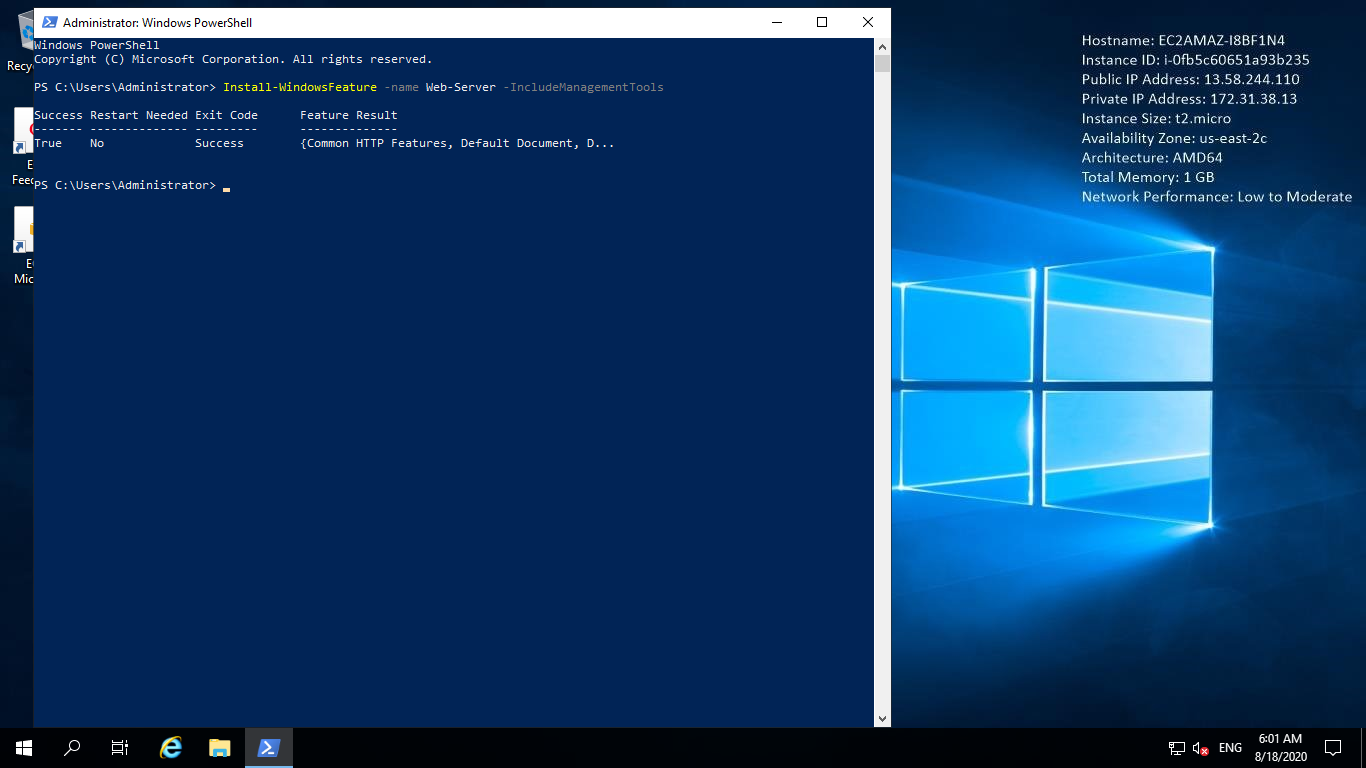 Administrator: Windows PowerShell
Windows PowerShell
Copyright (C) Microsoft Corporation. All rights reserved.
PS C:\Users\Administrator> Install-WindowsFeature -name Web-Server -IncludeManagementTools
Success Restart Needed Exit Code      Feature Result
------- -------------- ---------      --------------
True    No             Success        {Common HTTP Features, Default Document, D...
PS C:\Users\Administrator>
Recy
E
Feed
E
Mic
Hostname: EC2AMAZ-I8BF1N4
Instance ID: i-0fb5c60651a93b235
Public IP Address: 13.58.244.110
Private IP Address: 172.31.38.13
Instance Size: t2.micro
Availability Zone: us-east-2c
Architecture: AMD64
Total Memory: 1 GB
Network Performance: Low to Moderate
ENG
6:01 AM
8/18/2020